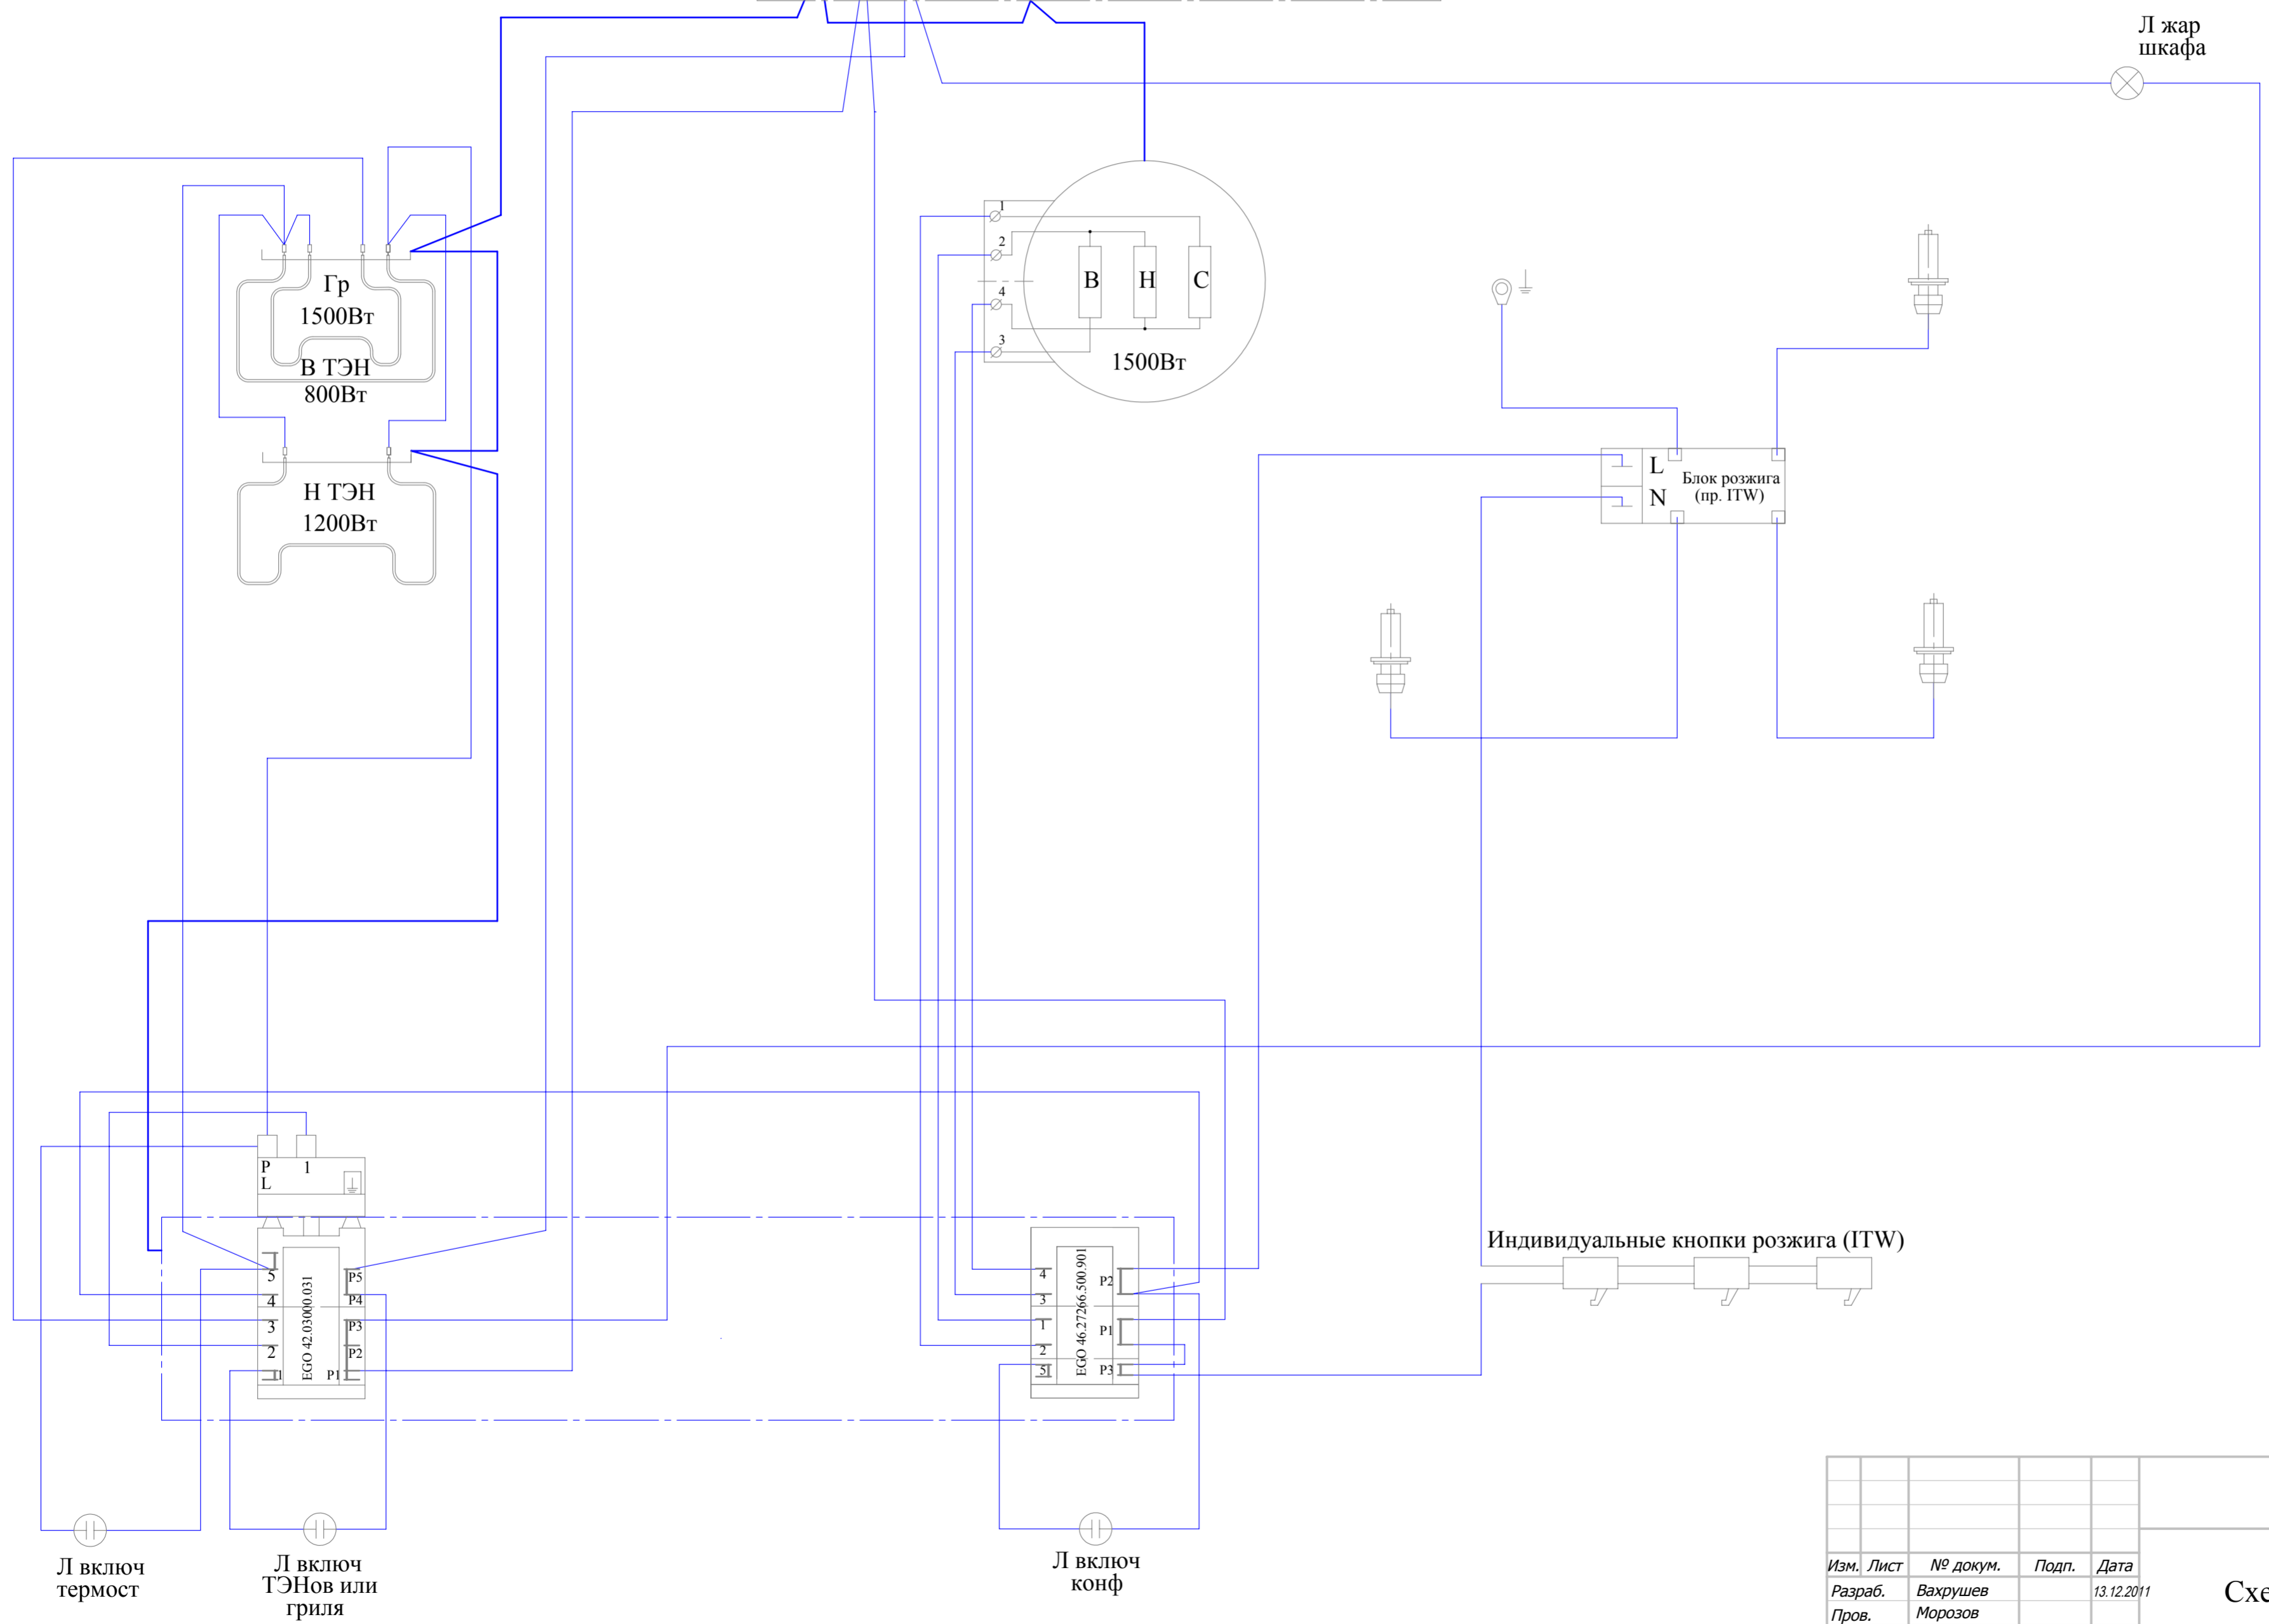 Л жар
шкафа
Гр
1500Вт
В ТЭН
800Вт
Н ТЭН
1200Вт
1
2
4
3
В Н С
1500Вт
L
N
Блок розжига
(пр. ITW)
P 1
L
5
4
3
2
1
EGO 42.03000.031
P5
P4
P3
P2
P1
4
3
1
2
5
EGO 46.27266.500.901
P2
P1
P3
Индивидуальные кнопки розжига (ITW)
Л включ
термост
Л включ
ТЭНов или
гриля
Л включ
конф
Изм. Лист № докум. Подп. Дата
Разраб. Вахрушев 13.12.2011
Пров. Морозов
Схе